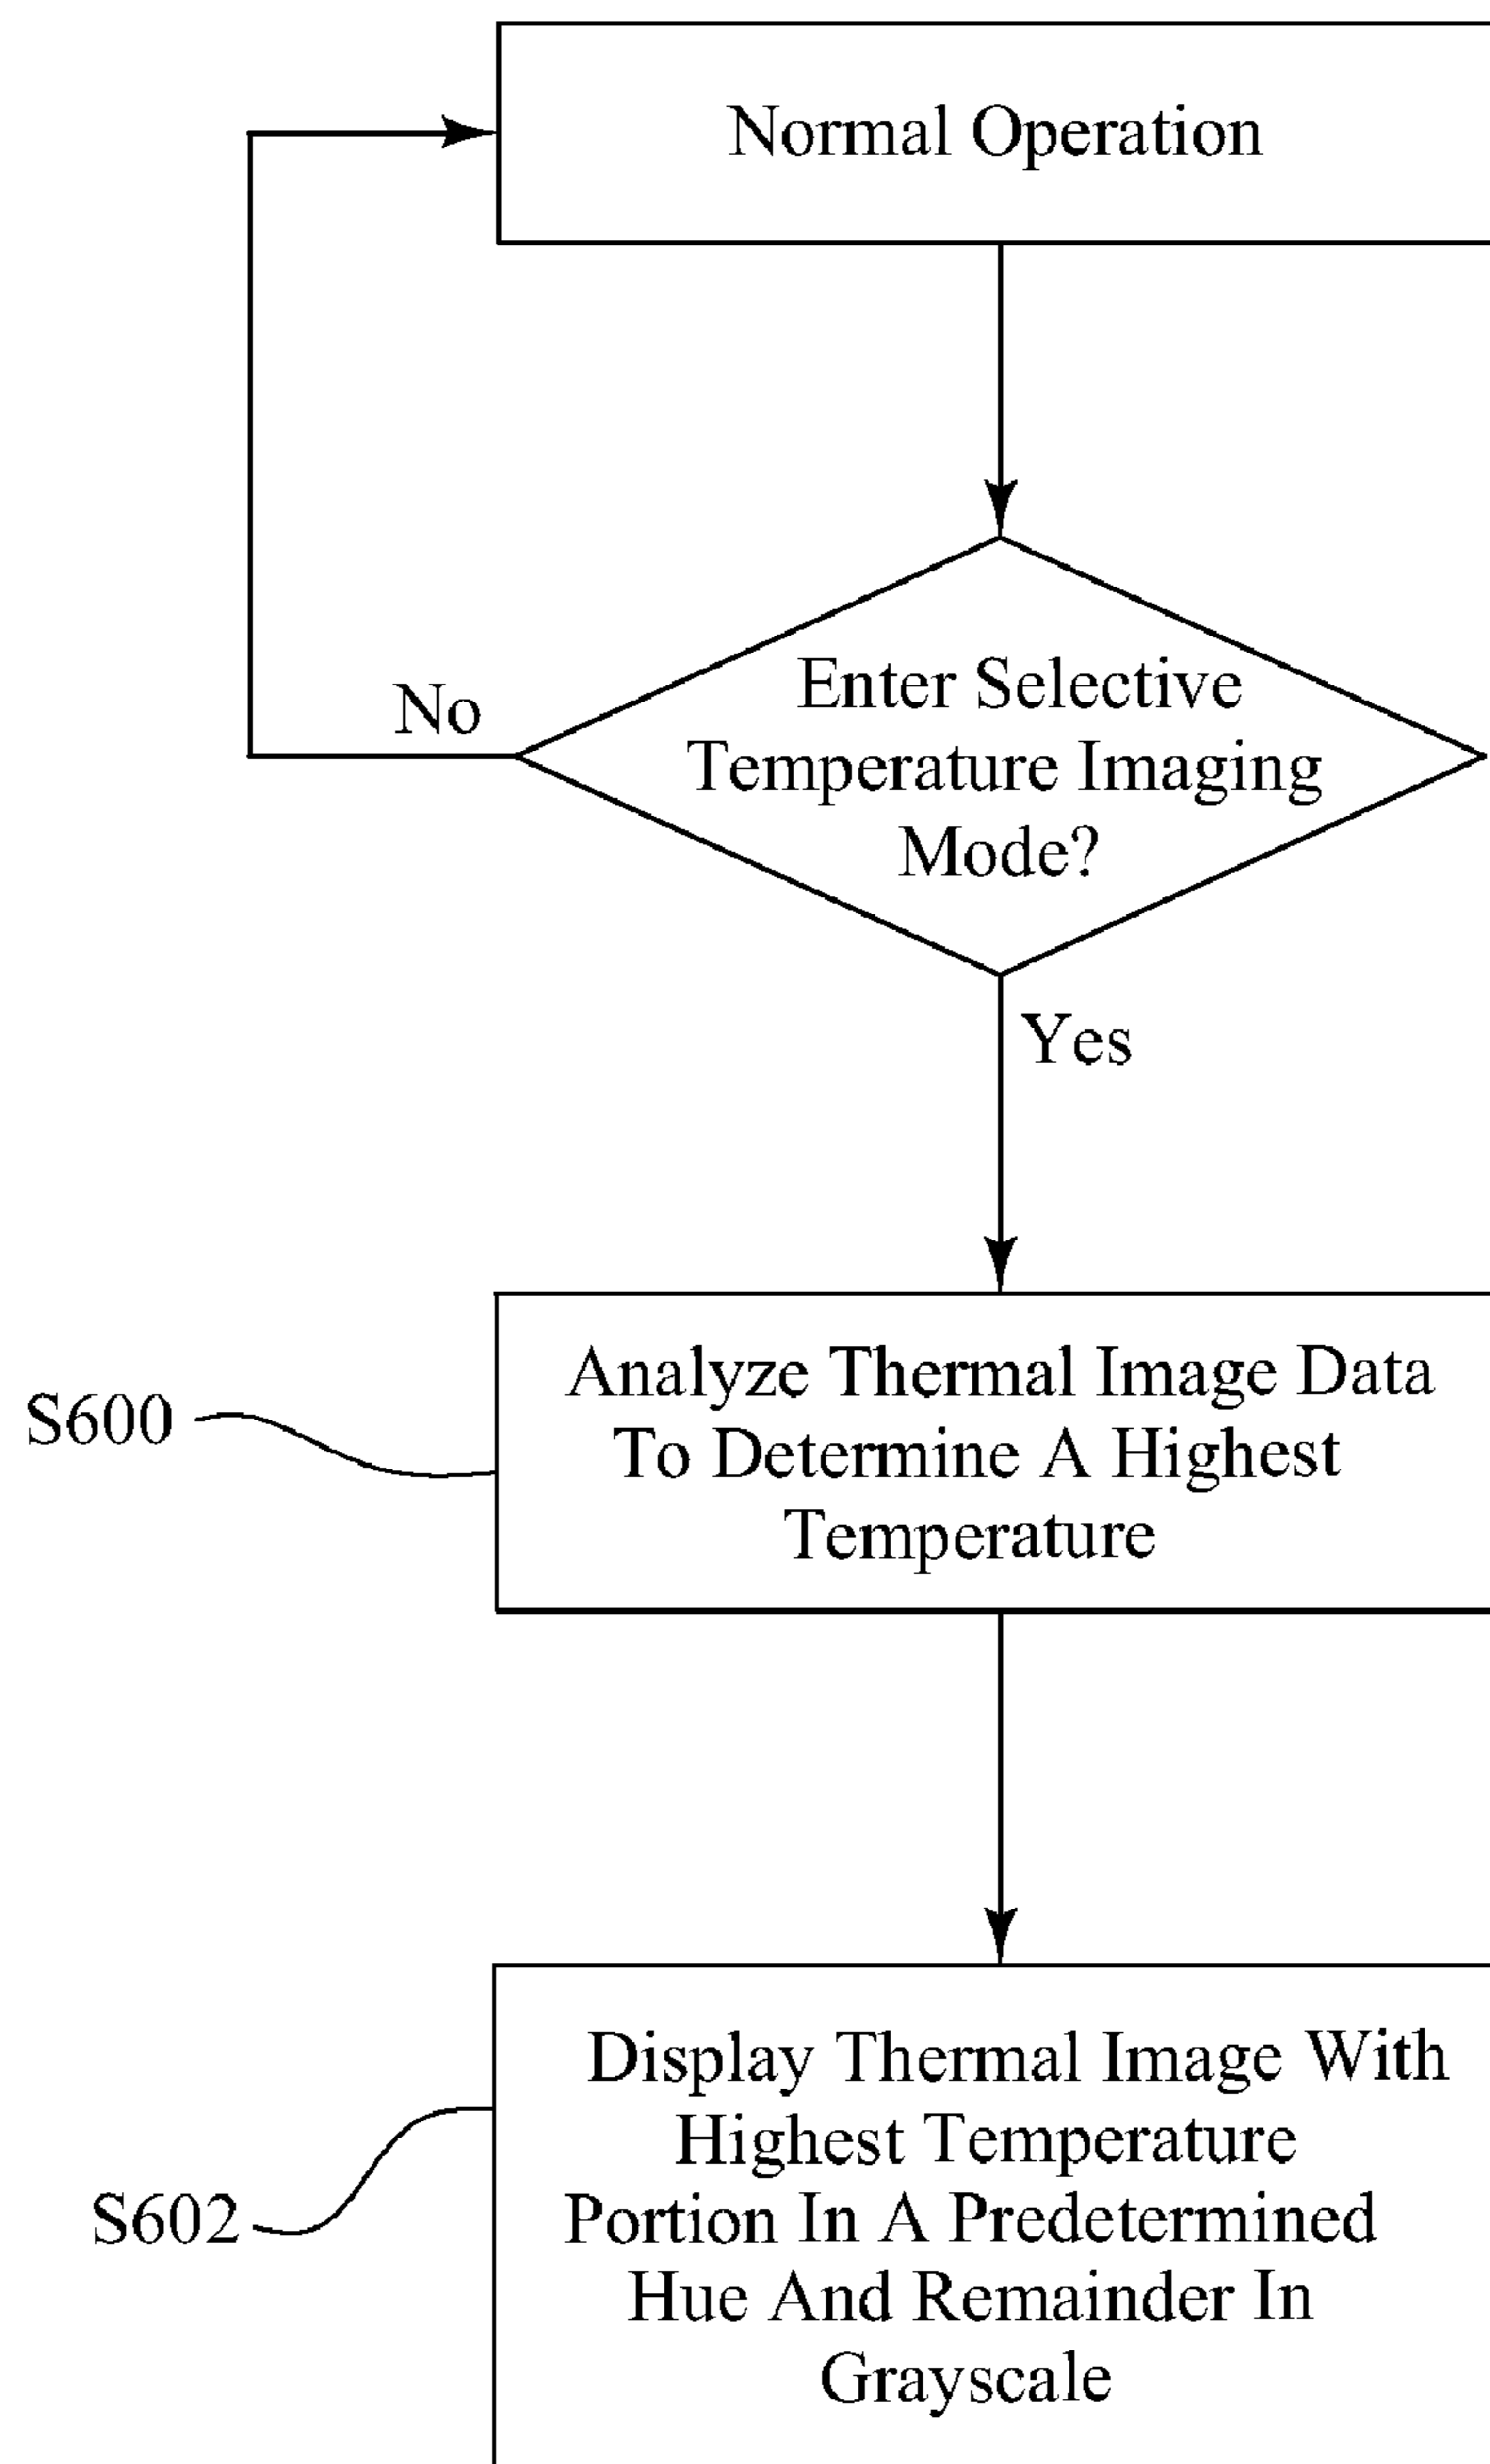 Normal Operation
Enter Selective
Temperature Imaging
Mode?
No
Yes
Analyze Thermal Image Data
To Determine A Highest
Temperature
S600
Display Thermal Image With
Highest Temperature
Portion In A Predetermined
Hue And Remainder In
Grayscale
S602